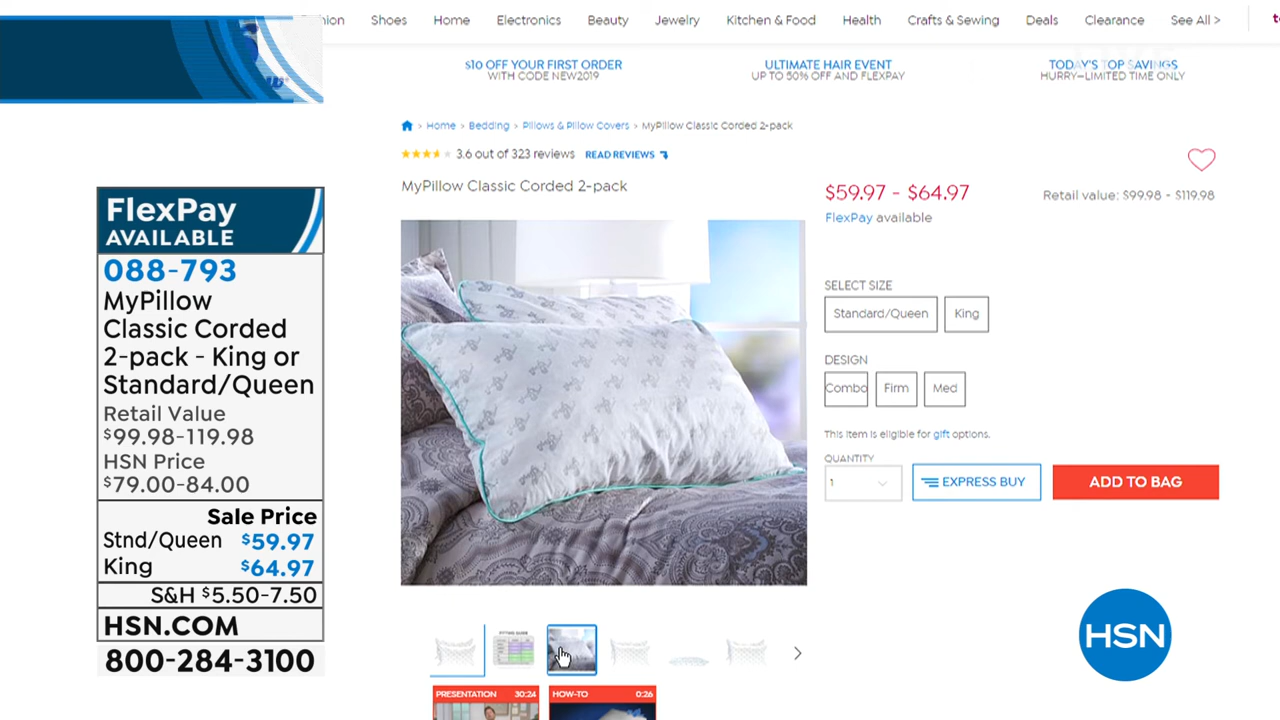 Shoes
Home
Electronics
Beauty
Jewelry
Kitchen & Food
Health
Crafts & Sewing
Deals
Clearance
See All >
$10 OFF YOUR FIRST ORDER
WITH CODE NEW2019
ULTIMATE HAIR EVENT
UP TO 50% OFF AND FLEXPAY
TODAY'S TOP SAVINGS
HURRY—LIMITED TIME ONLY
> Home > Bedding > Pillows & Pillow Covers > MyPillow Classic Corded 2-pack
3.6 out of 323 reviews READ REVIEWS
MyPillow Classic Corded 2-pack
$59.97 - $64.97
Retail value: $99.98 - $119.98
FlexPay available
SELECT SIZE
Standard/Queen
King
DESIGN
Combo
Firm
Med
This item is eligible for gift options.
QUANTITY
1
EXPRESS BUY
ADD TO BAG
FlexPay
AVAILABLE
088-793
MyPillow
Classic Corded
2-pack - King or
Standard/Queen
Retail Value
$99.98-119.98
HSN Price
$79.00-84.00
Sale Price
Stnd/Queen $59.97
King $64.97
S&H $5.50-7.50
HSN.COM
800-284-3100
FITTING GUIDE
PRESENTATION 30:24
HOW-TO 0:26
HSN